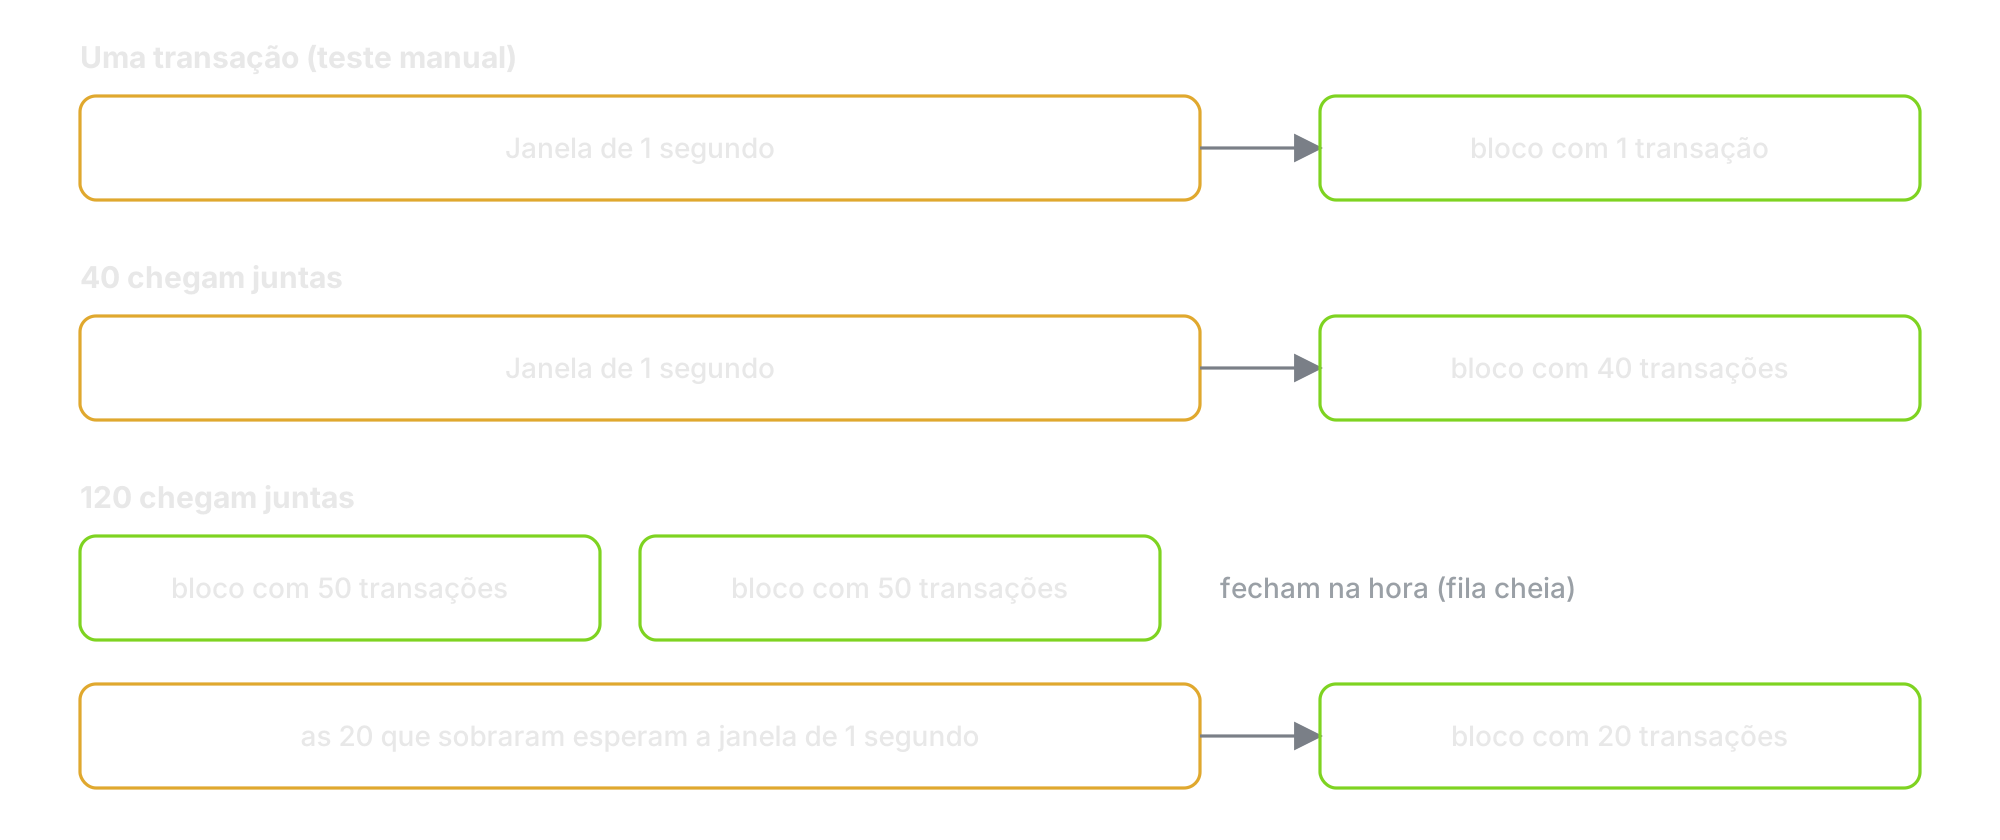 Uma transação (teste manual)
Janela de 1 segundo
bloco com 1 transação
40 chegam juntas
Janela de 1 segundo
bloco com 40 transações
120 chegam juntas
bloco com 50 transações
bloco com 50 transações
fecham na hora (fila cheia)
as 20 que sobraram esperam a janela de 1 segundo
bloco com 20 transações